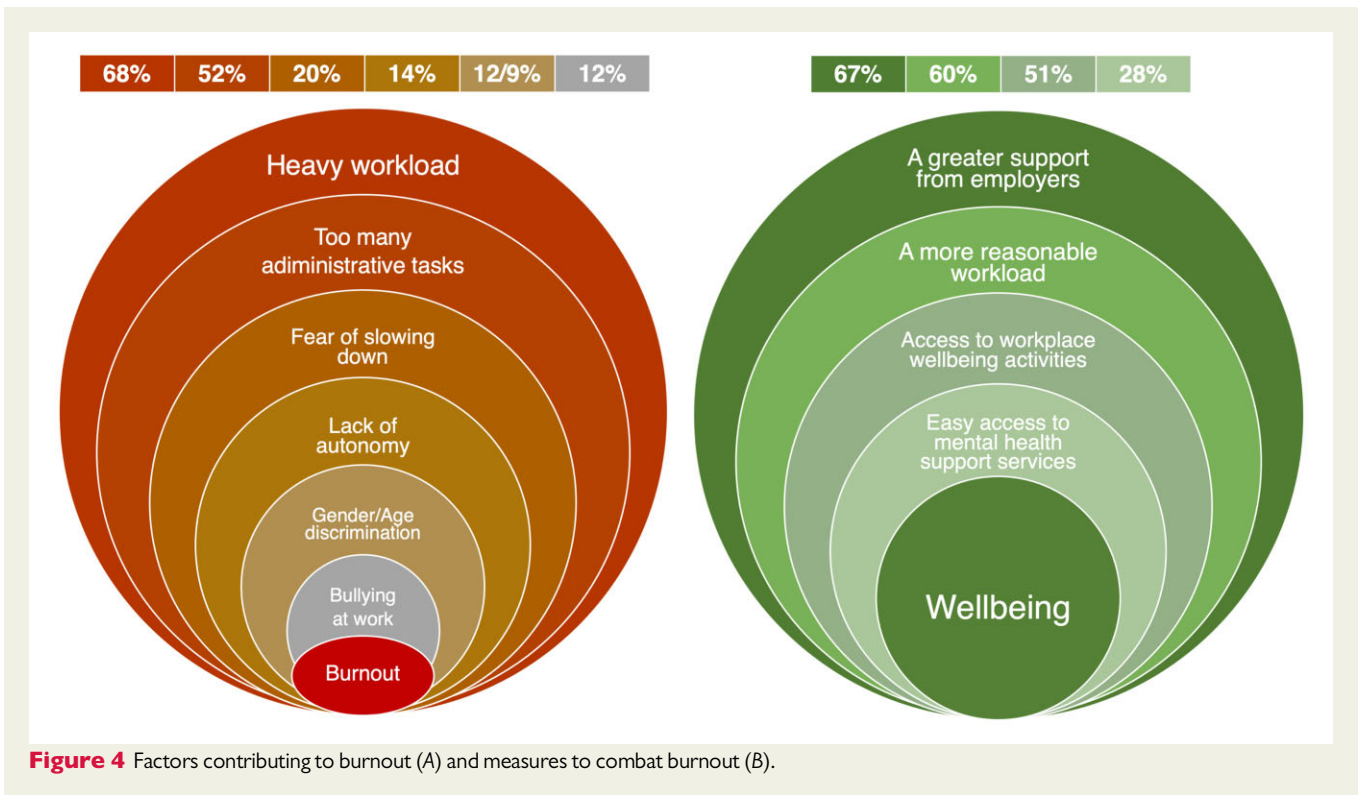 68% 52% 20% 14% 12/9% 12%
Heavy workload
Too many
adiministrative tasks
Fear of slowing
down
Lack of
autonomy
Gender/Age
discrimination
Bullying
at work
Burnout
67% 60% 51% 28%
A greater support
from employers
A more reasonable
workload
Access to workplace
wellbeing activities
Easy access to
mental health
support services
Wellbeing
Figure 4 Factors contributing to burnout (A) and measures to combat burnout (B).